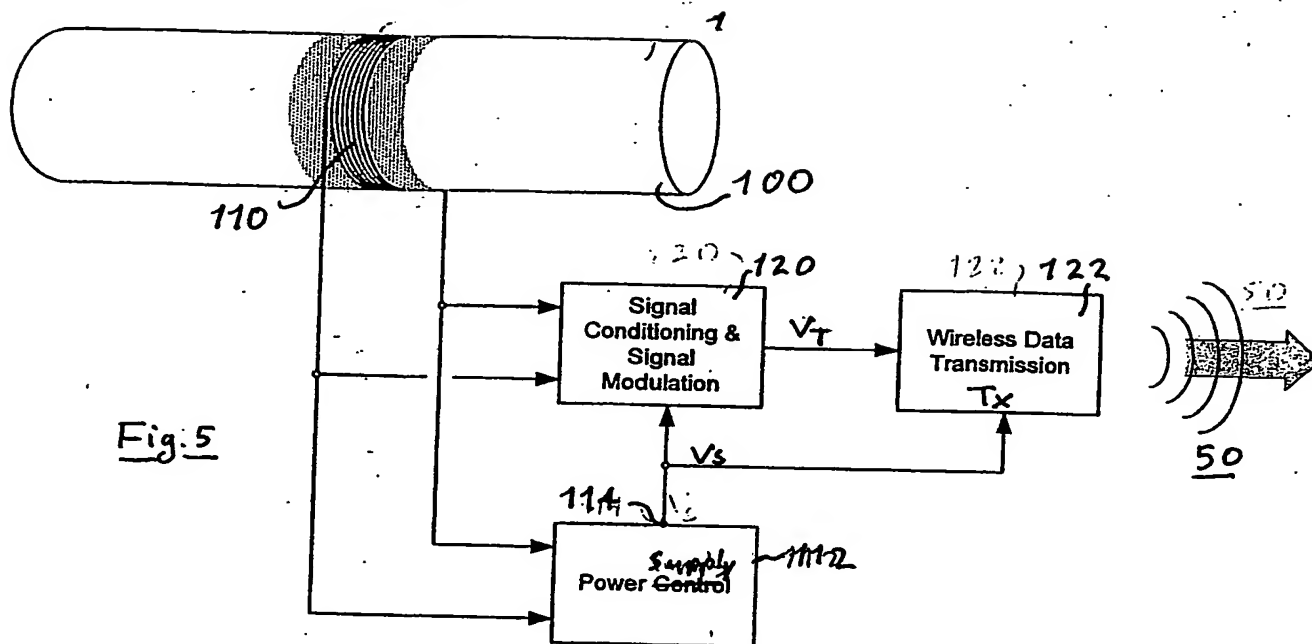 1
100
110
120
122
Signal
Conditioning &
Signal
Modulation
VT
Wireless Data
Transmission
Tx
50
50
Fig. 5
Vs
114
Supply
Power Control